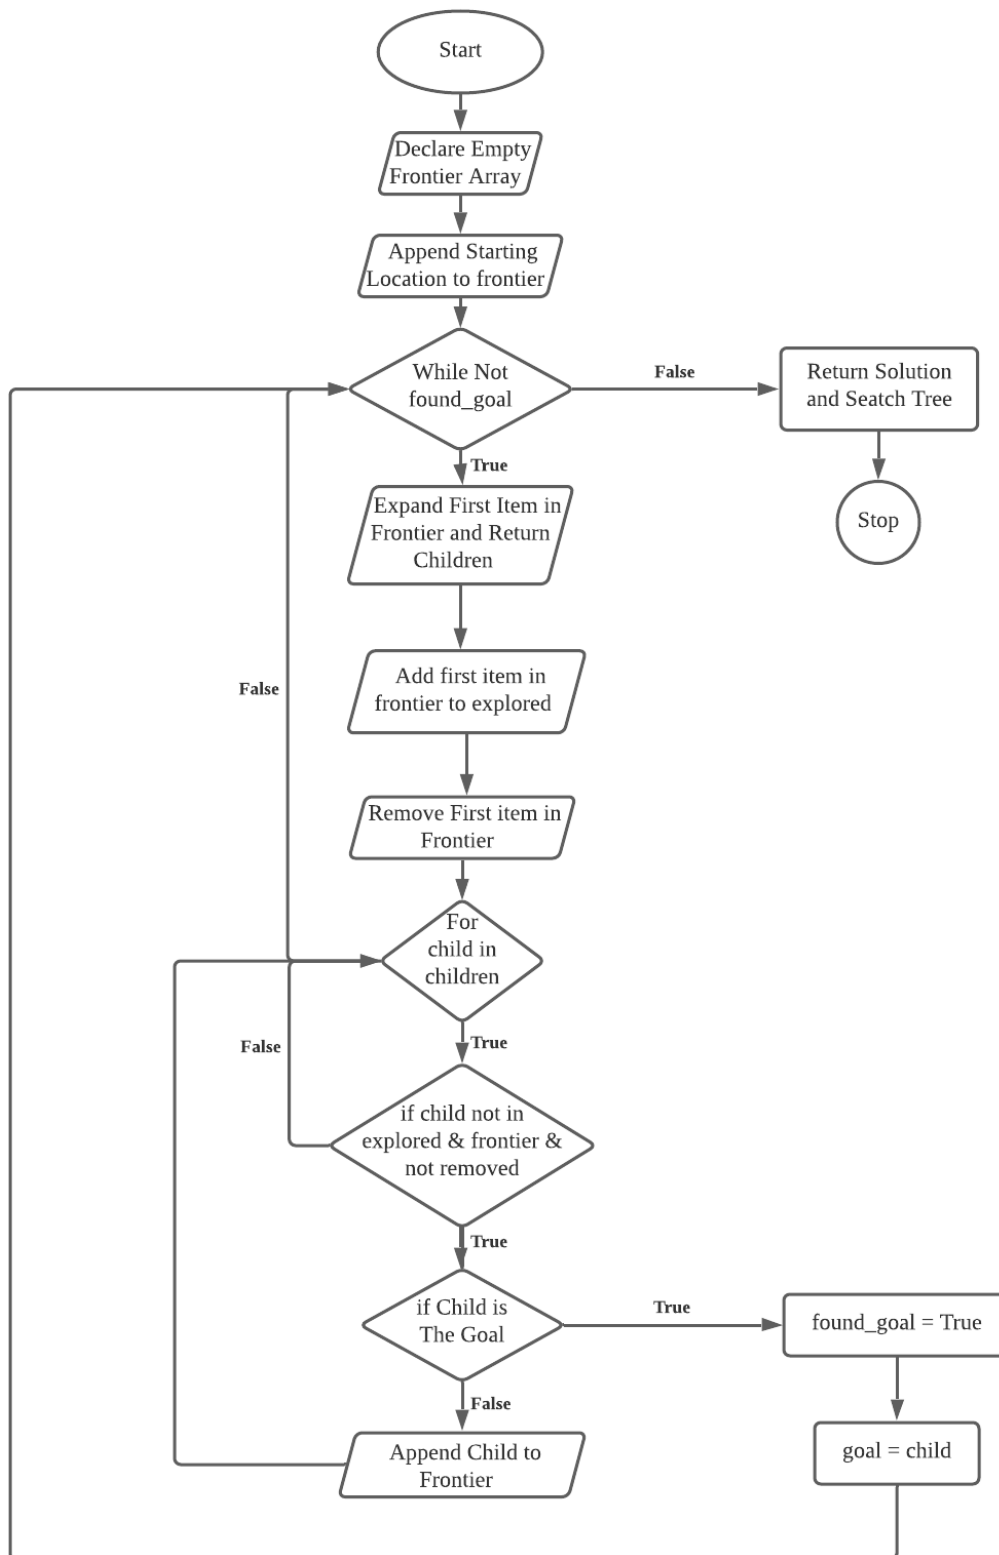 Start
Declare Empty
Frontier Array
Append Starting
Location to frontier
While Not
found_goal
False
Return Solution
and Seatch Tree
Stop
True
Expand First Item in
Frontier and Return
Children
Add first item in
frontier to explored
False
Remove First item in
Frontier
For
child in
children
True
False
if child not in
explored & frontier &
not removed
True
if Child is
The Goal
True
found_goal = True
False
Append Child to
Frontier
goal = child